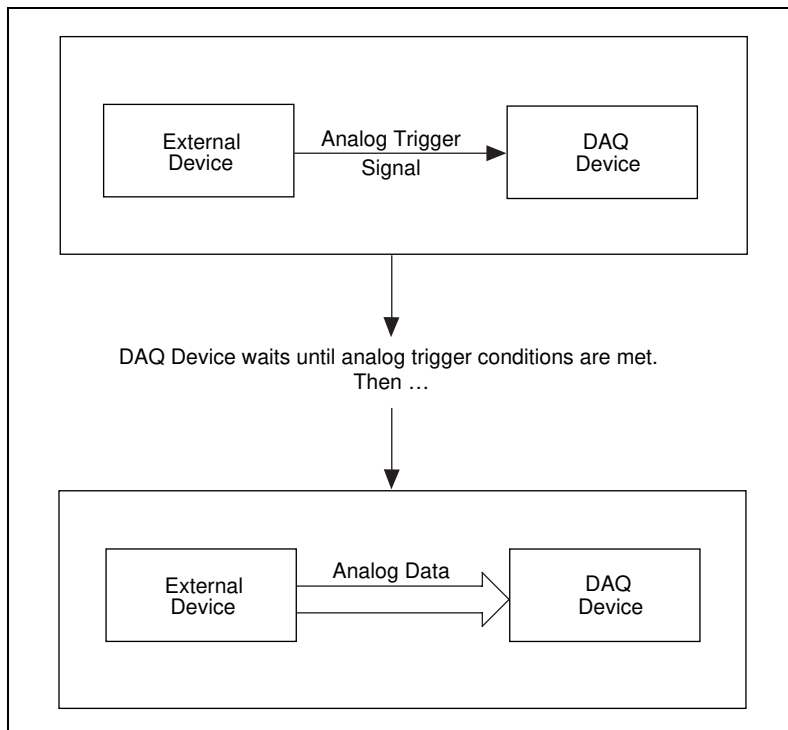 External
Device
Analog Trigger
Signal
DAQ
Device
DAQ Device waits until analog trigger conditions are met.
Then …
External
Device
Analog Data
DAQ
Device